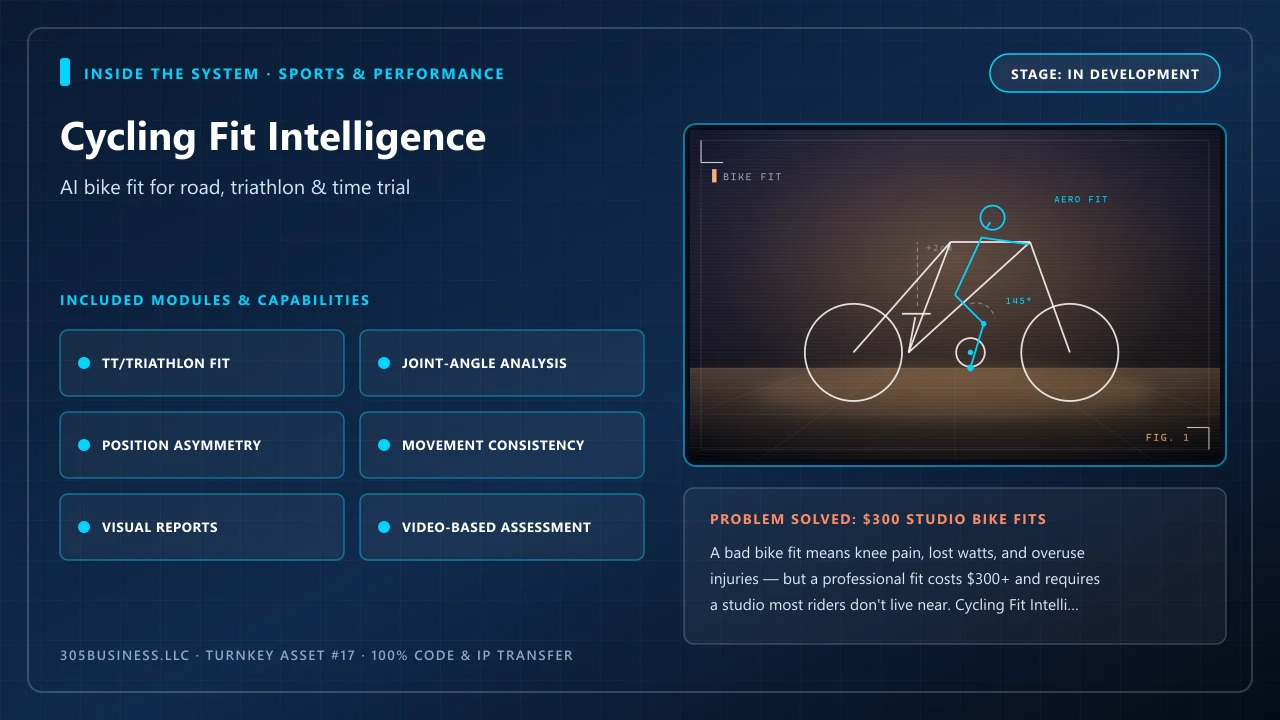 INSIDE THE SYSTEM · SPORTS & PERFORMANCE
STAGE: IN DEVELOPMENT
Cycling Fit Intelligence
AI bike fit for road, triathlon & time trial
INCLUDED MODULES & CAPABILITIES
TT/TRIATHLON FIT
JOINT-ANGLE ANALYSIS
POSITION ASYMMETRY
MOVEMENT CONSISTENCY
VISUAL REPORTS
VIDEO-BASED ASSESSMENT
BIKE FIT
AERO FIT
145°
FIG. 1
PROBLEM SOLVED: $300 STUDIO BIKE FITS
A bad bike fit means knee pain, lost watts, and overuse
injuries — but a professional fit costs $300+ and requires
a studio most riders don't live near. Cycling Fit Intelli...
305BUSINESS.LLC · TURNKEY ASSET #17 · 100% CODE & IP TRANSFER